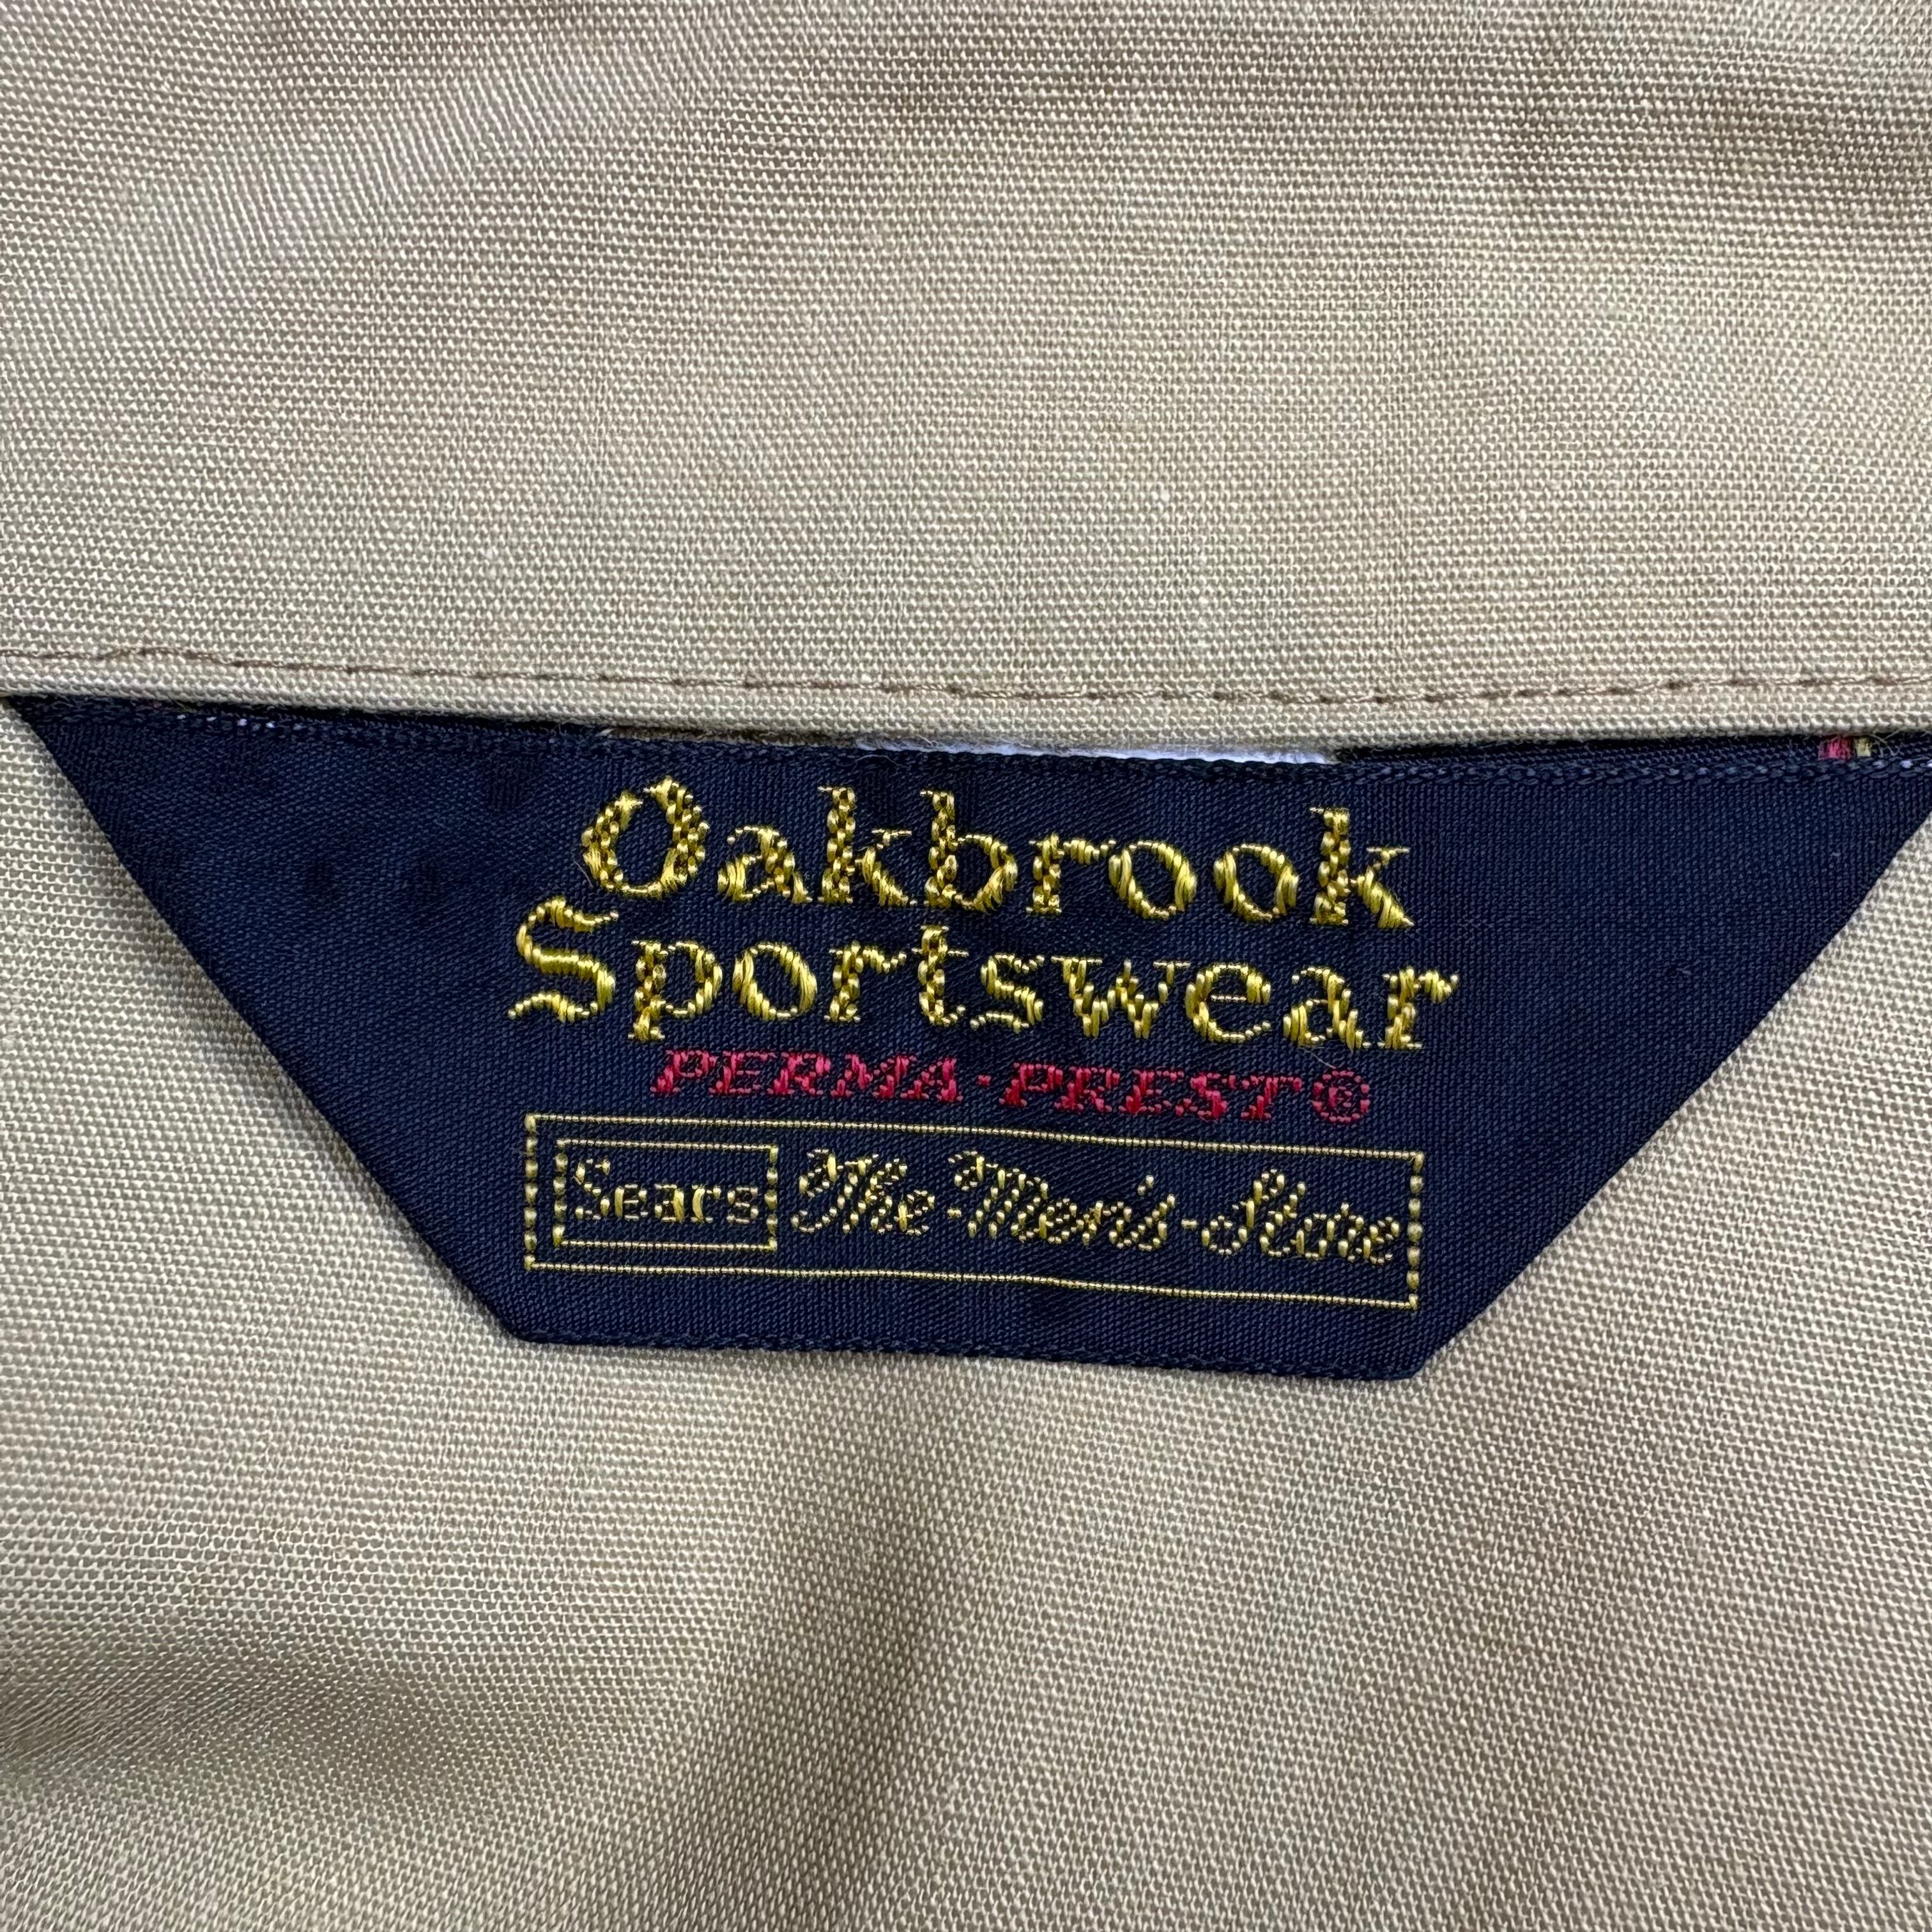 Oakbrook
Sportswear
PERMA·PREST®
Sears The-Men's-Store